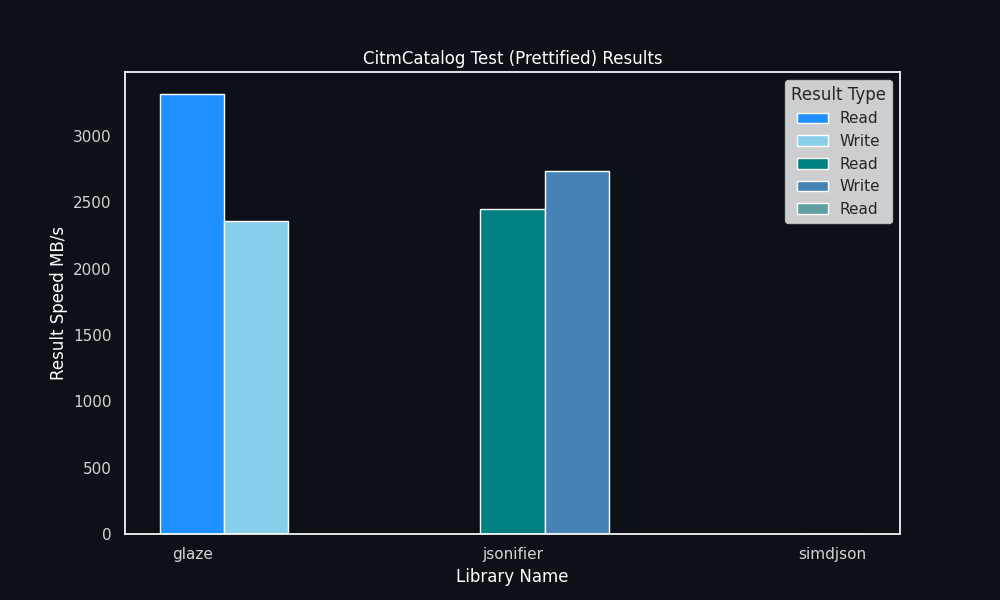 CitmCatalog Test (Prettified) Results
Result Type
Read
Write
Read
Write
Read
3000
2500
2000
1500
1000
500
0
Result Speed MB/s
glaze
jsonifier
simdjson
Library Name